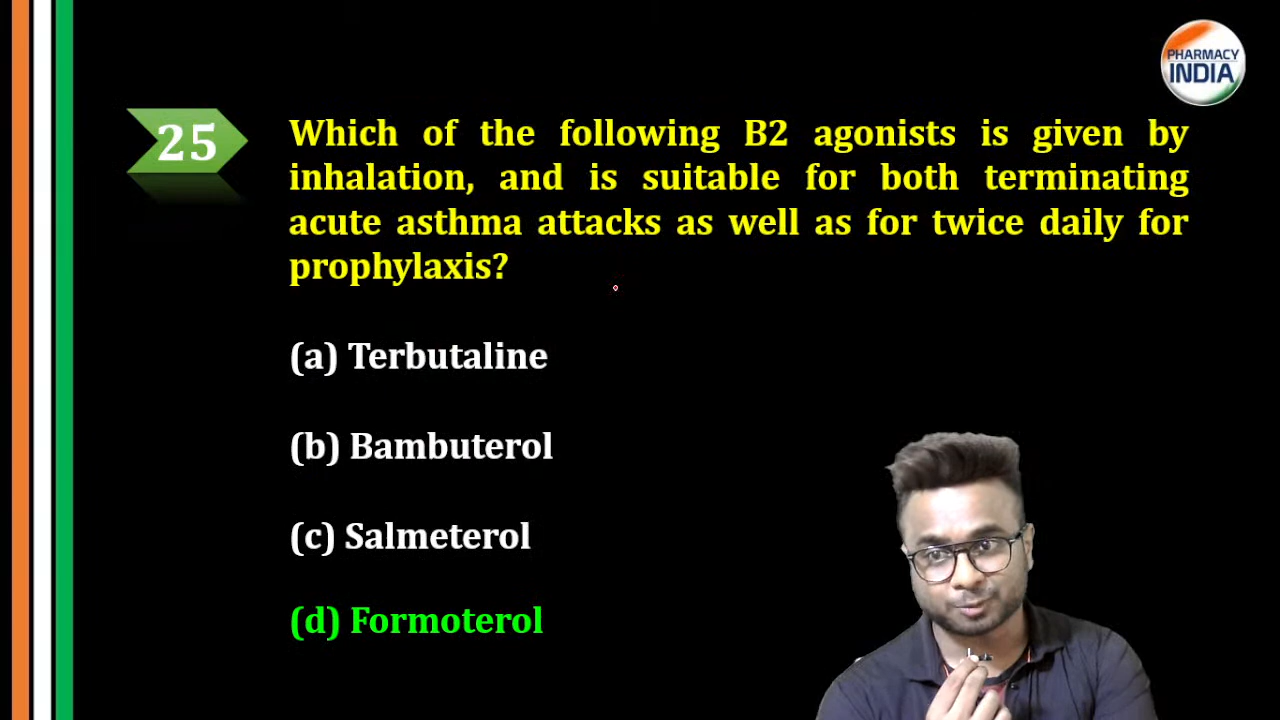 PHARMACY
INDIA
25
Which of the following B2 agonists is given by
inhalation, and is suitable for both terminating
acute asthma attacks as well as for twice daily for
prophylaxis?
(a) Terbutaline
(b) Bambuterol
(c) Salmeterol
(d) Formoterol